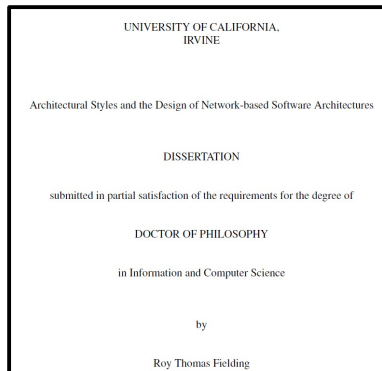 UNIVERSITY OF CALIFORNIA,
IRVINE
Architectural Styles and the Design of Network-based Software Architectures
DISSERTATION
submitted in partial satisfaction of the requirements for the degree of
DOCTOR OF PHILOSOPHY
in Information and Computer Science
by
Roy Thomas Fielding